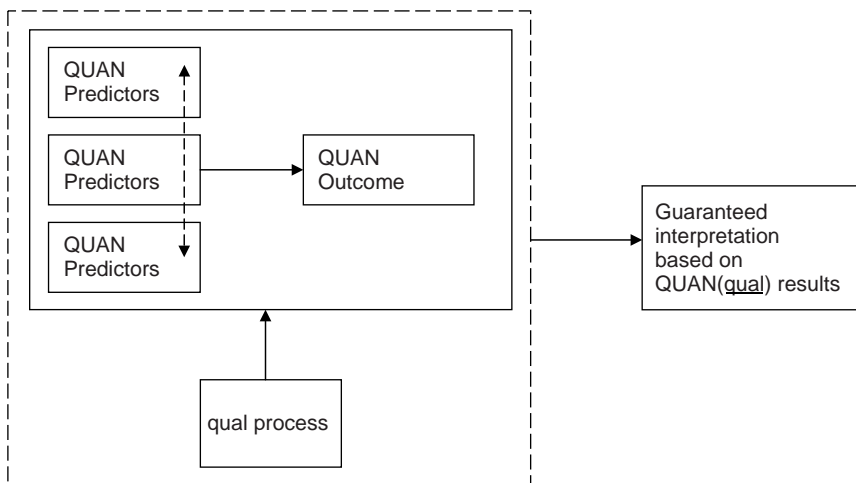 QUAN
Predictors
QUAN
Predictors
QUAN
Outcome
QUAN
Predictors
Guaranteed
interpretation
based on
QUAN(qual) results
qual process